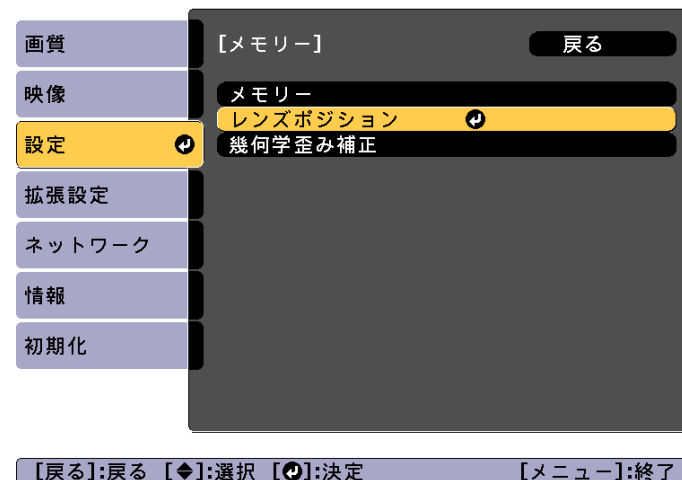 画質
映像
設定
拡張設定
ネットワーク
情報
初期化
[メモリー]
戻る
メモリー
レンズポジション
幾何学歪み補正
[戻る]:戻る [◆]:選択 [↵]:決定 [メニュー]:終了